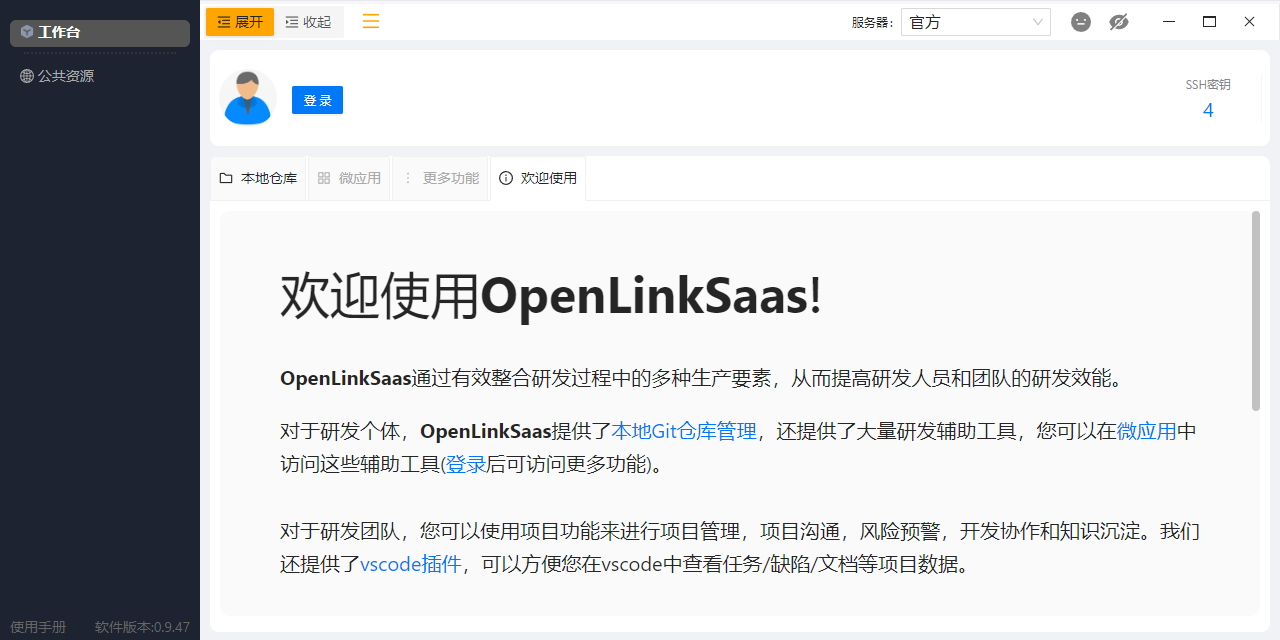 工作台
公共资源
使用手册 软件版本:0.9.47
展开 收起 服务器： 官方
登 录
SSH密钥
4
本地仓库 微应用 更多功能 欢迎使用
欢迎使用OpenLinkSaas!
OpenLinkSaas通过有效整合研发过程中的多种生产要素，从而提高研发人员和团队的研发效能。
对于研发个体，OpenLinkSaas提供了本地Git仓库管理，还提供了大量研发辅助工具，您可以在微应用中
访问这些辅助工具(登录后可访问更多功能)。
对于研发团队，您可以使用项目功能来进行项目管理，项目沟通，风险预警，开发协作和知识沉淀。我们
还提供了vscode插件，可以方便您在vscode中查看任务/缺陷/文档等项目数据。